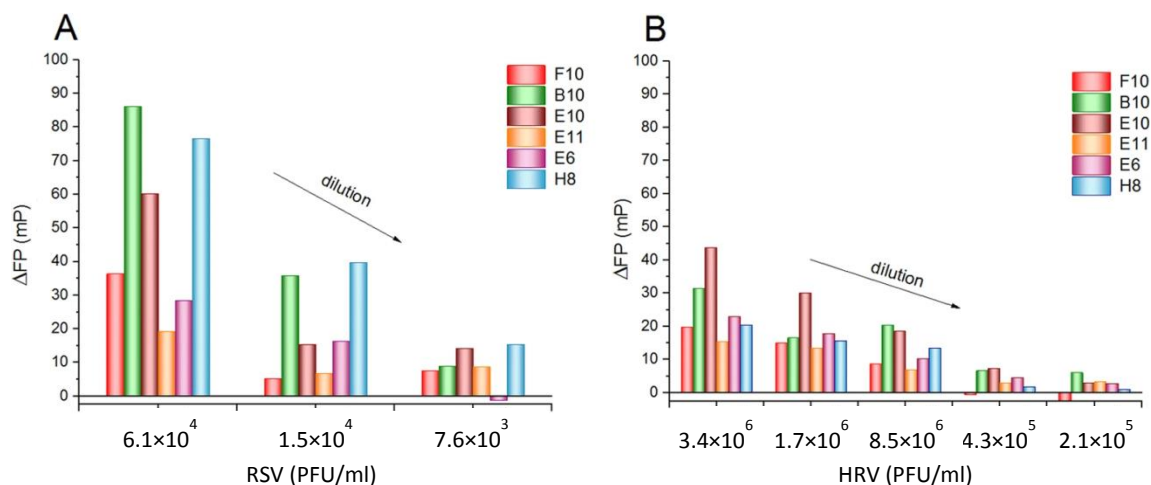 A
100
90
80
70
60
50
40
30
20
10
0
ΔFP (mP)
F10
B10
E10
E11
E6
H8
dilution
6.1×10⁴ 1.5×10⁴ 7.6×10³
RSV (PFU/ml)
B
100
90
80
70
60
50
40
30
20
10
0
ΔFP (mP)
F10
B10
E10
E11
E6
H8
dilution
3.4×10⁶ 1.7×10⁶ 8.5×10⁶ 4.3×10⁵ 2.1×10⁵
HRV (PFU/ml)